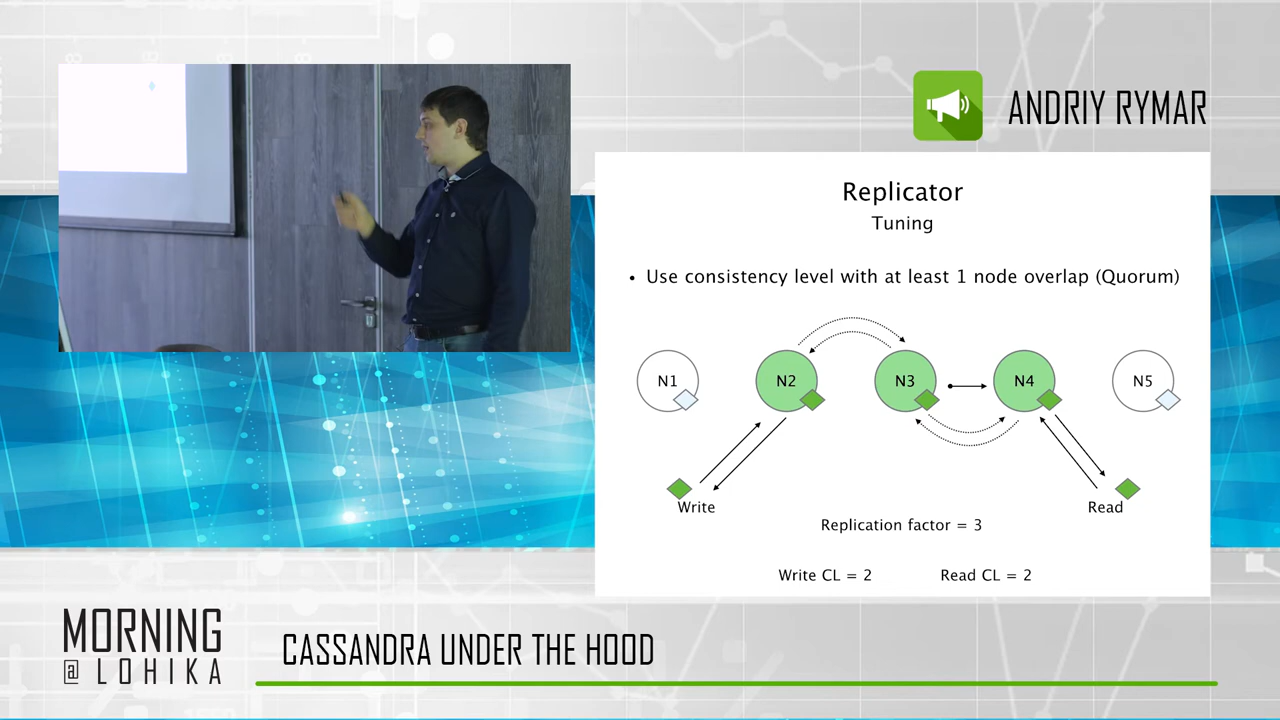 ANDRIY RYMAR
Replicator
Tuning
• Use consistency level with at least 1 node overlap (Quorum)
N1 N2 N3 N4 N5
Write Read
Replication factor = 3
Write CL = 2 Read CL = 2
MORNING
@ LOHIKA
CASSANDRA UNDER THE HOOD